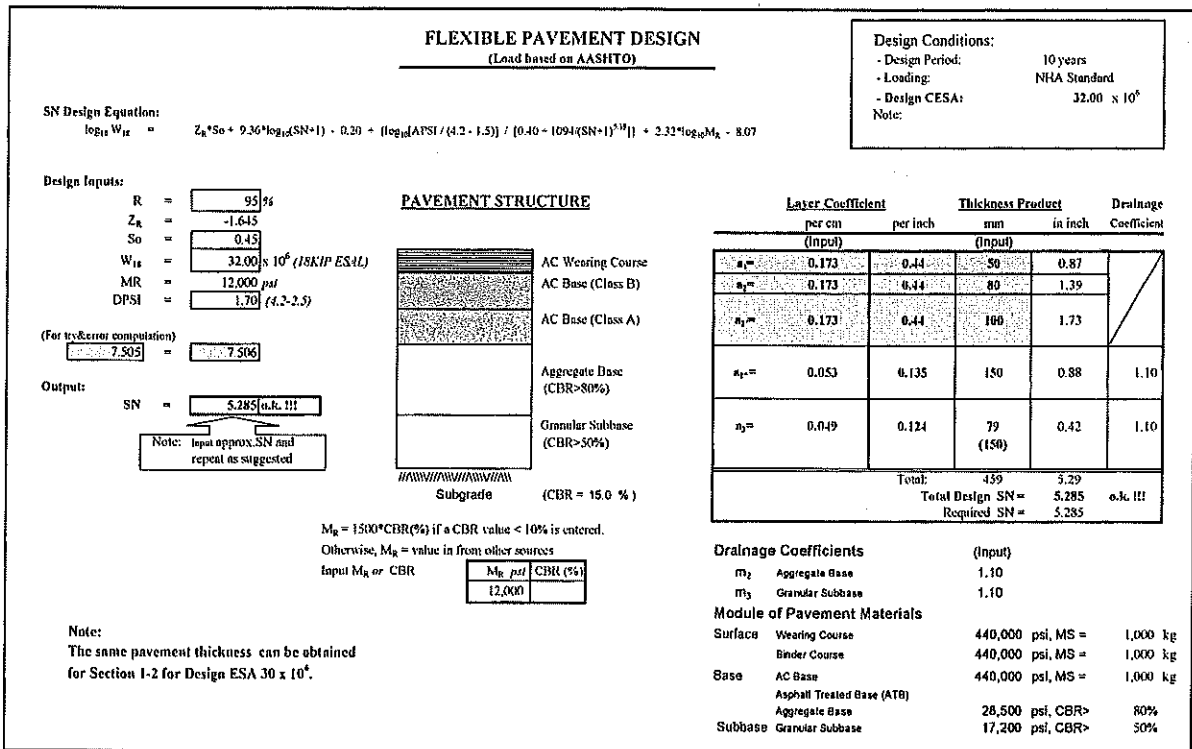 FLEXIBLE PAVEMENT DESIGN
(Load based on AASHTO)
Design Conditions:
- Design Period: 10 years
- Loading: NHA Standard
- Design CESA: 32.00 x 10^6
Note:
SN Design Equation:
log10 W18 = ZR*So + 9.36*log10(SN+1) - 0.20 + {log10[ΔPSI / (4.2 - 1.5)] / [0.40 + 1094/(SN+1)^5.19]} + 2.32*log10MR - 8.07
Design Inputs:
R = 95 %
ZR = -1.645
So = 0.45
W18 = 32.00 x 10^6 (18KIP ESAL)
MR = 12,000 psi
DPSI = 1.70 (4.2-2.5)
(For try&error computation)
7.505 = 7.506
Output:
SN = 5.285 o.k. !!!
Note: Input approx.SN and
repeat as suggested
PAVEMENT STRUCTURE
AC Wearing Course
AC Base (Class B)
AC Base (Class A)
Aggregate Base
(CBR>80%)
Granular Subbase
(CBR>50%)
Subgrade (CBR = 15.0 %)
Layer Coefficient Thickness Product Drainage
per cm per inch mm in inch Coefficient
(Input) (Input)
a1= 0.173 0.44 50 0.87
a2= 0.173 0.44 80 1.39
0.173 0.44 100 1.73
0.053 0.135 150 0.88 1.10
a3= 0.049 0.124 79 0.42 1.10
(150)
Total: 459 5.29
Total Design SN = 5.285 o.k. !!!
Required SN = 5.285
MR = 1500*CBR(%) if a CBR value < 10% is entered.
Otherwise, MR = value in from other sources
Input MR or CBR
MR psi CBR (%)
12,000
Drainage Coefficients (Input)
m2 Aggregate Base 1.10
m3 Granular Subbase 1.10
Module of Pavement Materials
Surface Wearing Course 440,000 psi, MS = 1,000 kg
Binder Course 440,000 psi, MS = 1,000 kg
Base AC Base 440,000 psi, MS = 1,000 kg
Asphalt Treated Base (ATB)
Aggregate Base 28,500 psi, CBR> 80%
Subbase Granular Subbase 17,200 psi, CBR> 50%
Note:
The same pavement thickness can be obtained
for Section 1-2 for Design ESA 30 x 10^6.